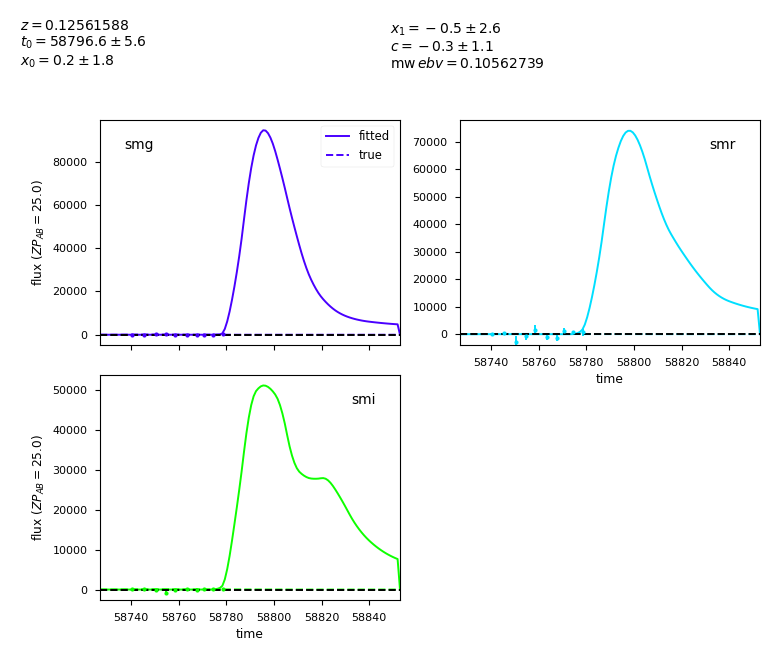 z = 0.12561588
t₀ = 58796.6 ± 5.6
x₀ = 0.2 ± 1.8
x₁ = −0.5 ± 2.6
c = −0.3 ± 1.1
mw ebv = 0.10562739
smg
fitted
true
80000
60000
40000
20000
0
flux (ZP_AB = 25.0)
smr
70000
60000
50000
40000
30000
20000
10000
0
58740 58760 58780 58800 58820 58840
time
smi
50000
40000
30000
20000
10000
0
flux (ZP_AB = 25.0)
58740 58760 58780 58800 58820 58840
time